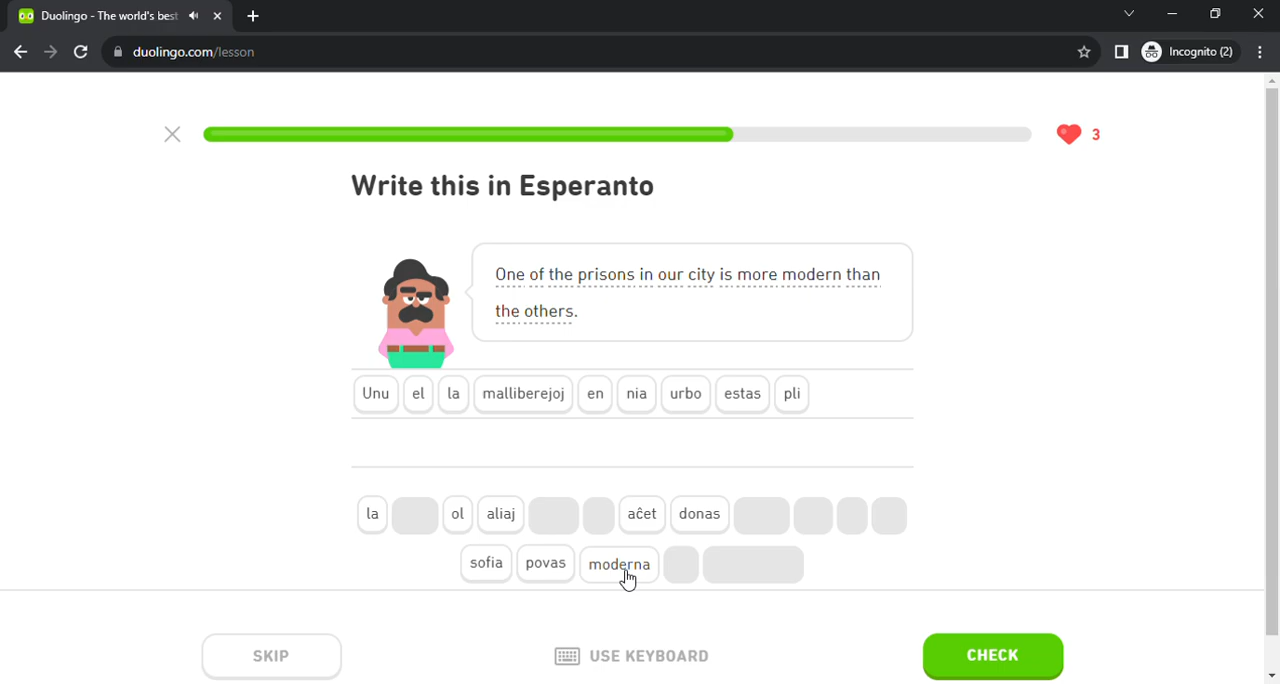 Duolingo - The world's best
duolingo.com/lesson
Incognito (2)
3
Write this in Esperanto
One of the prisons in our city is more modern than
the others.
Unu el la malliberejoj en nia urbo estas pli
la ol aliaj aĉet donas
sofia povas moderna
SKIP USE KEYBOARD CHECK